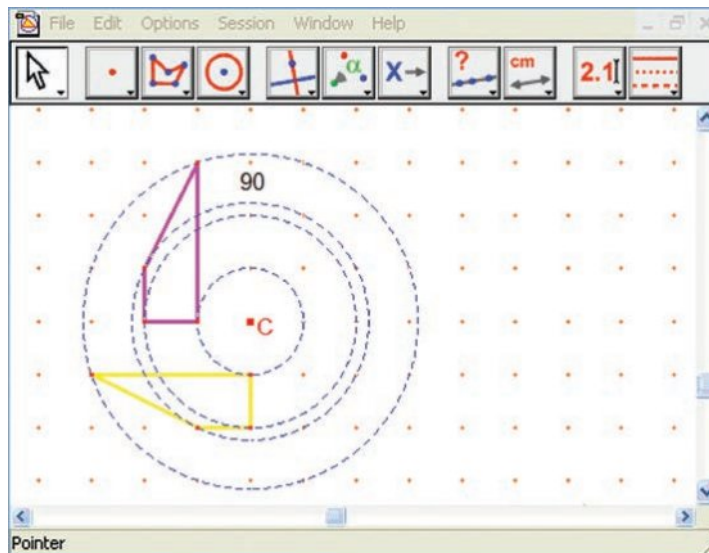 File Edit Options Session Window Help
? cm 2.1
α X
90
C
Pointer